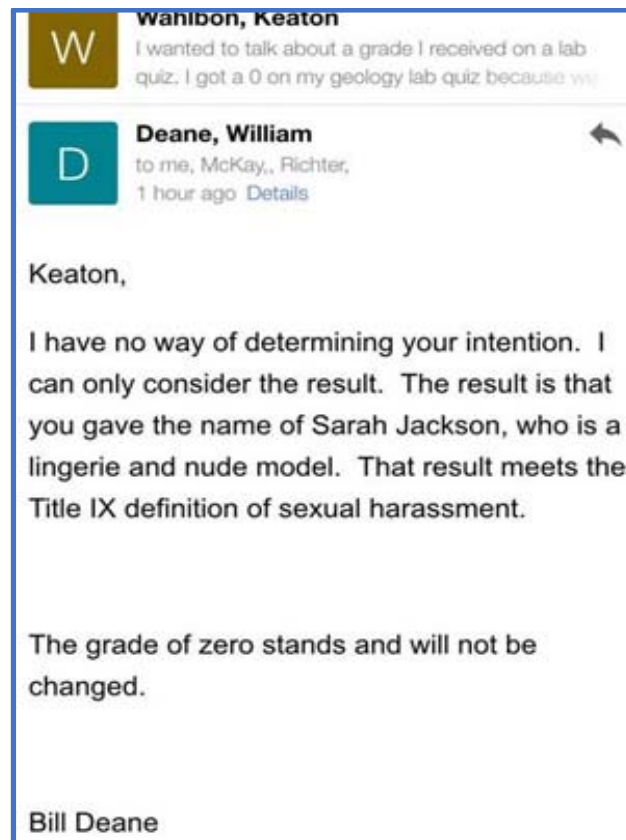 W
Wahlbon, Keaton
I wanted to talk about a grade I received on a lab
quiz. I got a 0 on my geology lab quiz because we
D
Deane, William
to me, McKay,, Richter,
1 hour ago Details
Keaton,
I have no way of determining your intention. I
can only consider the result. The result is that
you gave the name of Sarah Jackson, who is a
lingerie and nude model. That result meets the
Title IX definition of sexual harassment.
The grade of zero stands and will not be
changed.
Bill Deane